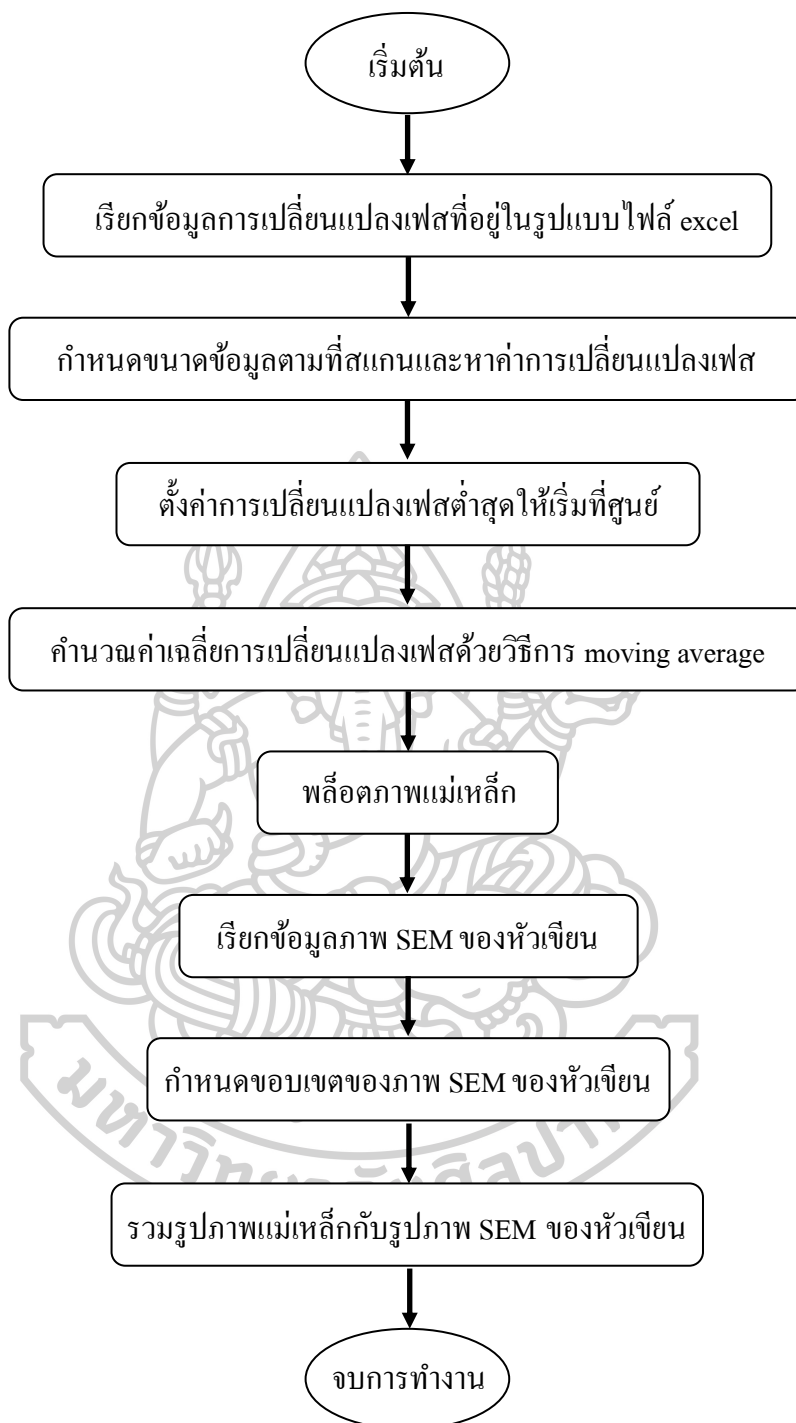 เริ่มต้น
เรียกข้อมูลการเปลี่ยนแปลงเฟสที่อยู่ในรูปแบบไฟล์ excel
กำหนดขนาดข้อมูลตามที่สแกนและหาค่าการเปลี่ยนแปลงเฟส
ตั้งค่าการเปลี่ยนแปลงเฟสต่ำสุดให้เริ่มที่ศูนย์
คำนวณค่าเฉลี่ยการเปลี่ยนแปลงเฟสด้วยวิธีการ moving average
พล็อตภาพแม่เหล็ก
เรียกข้อมูลภาพ SEM ของหัวเขียน
กำหนดขอบเขตของภาพ SEM ของหัวเขียน
รวมรูปภาพแม่เหล็กกับรูปภาพ SEM ของหัวเขียน
จบการทำงาน